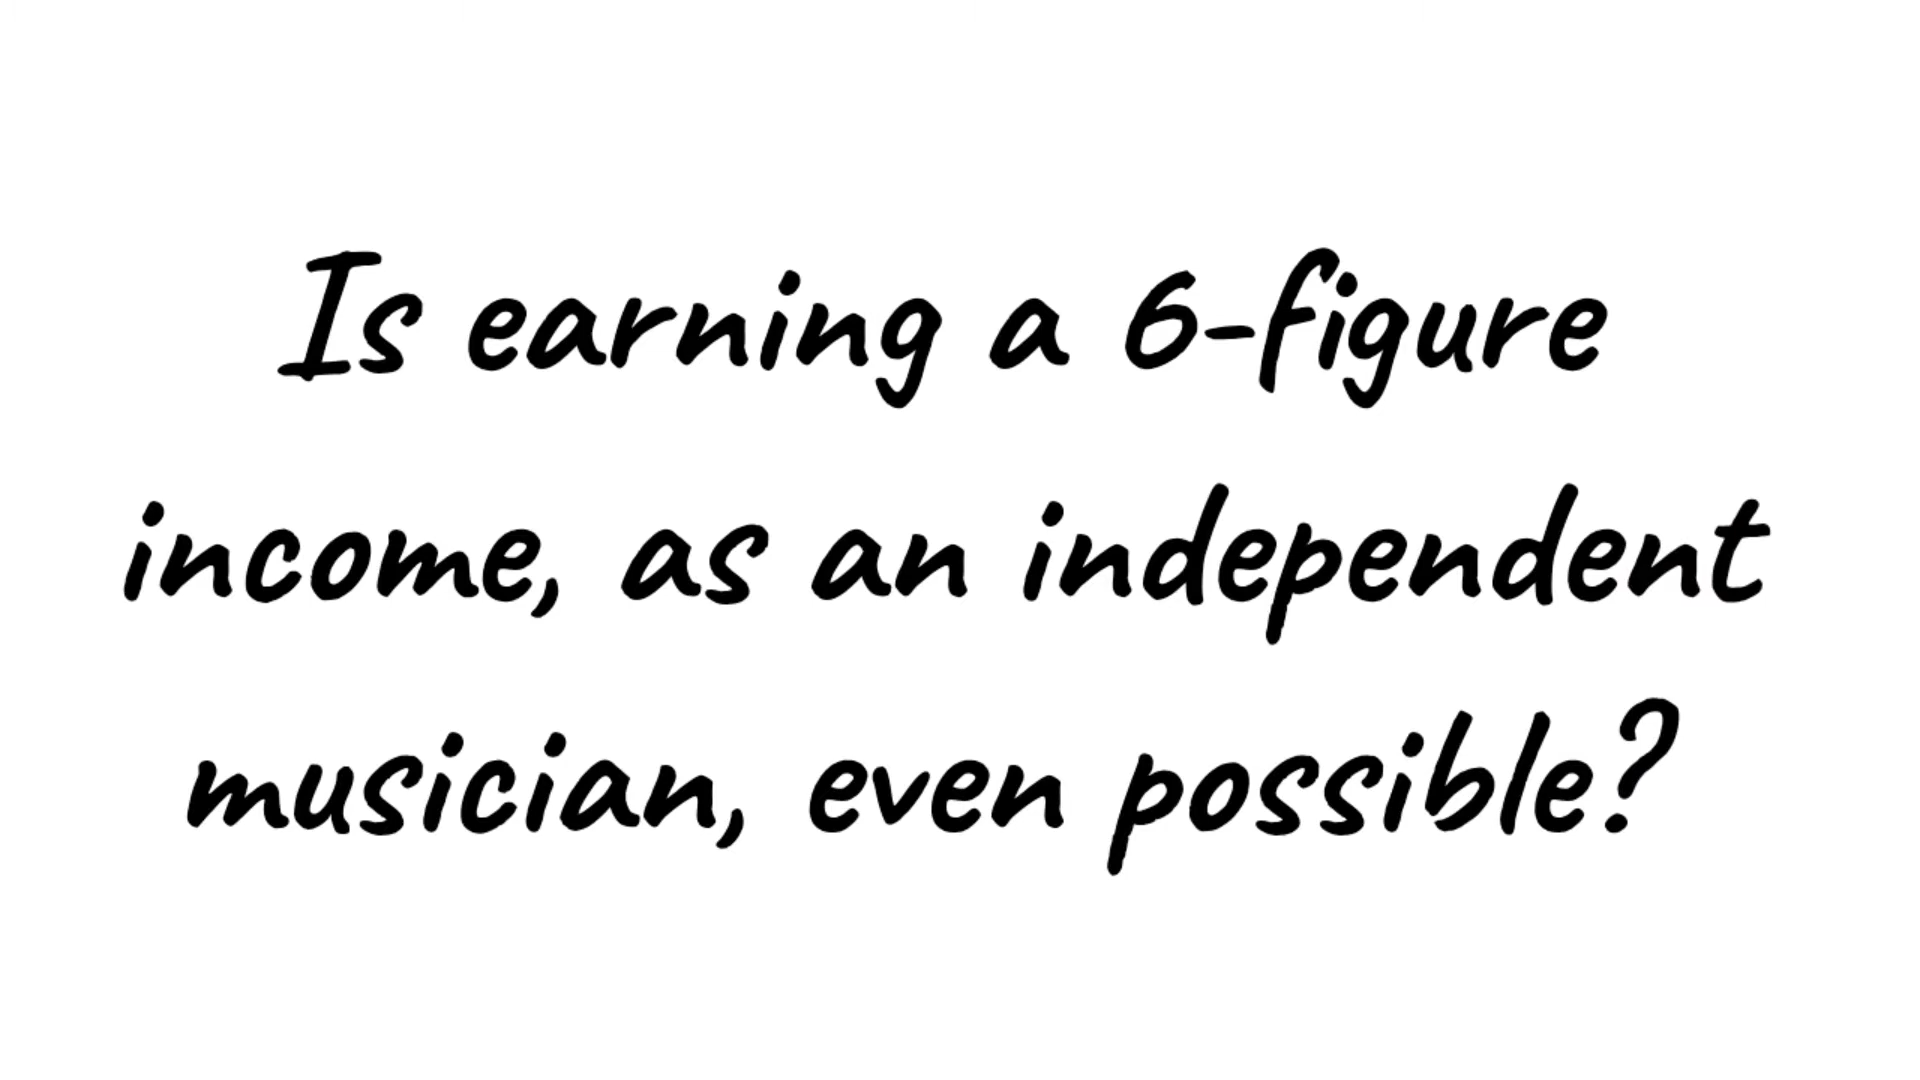 Is earning a 6-figure
income, as an independent
musician, even possible?